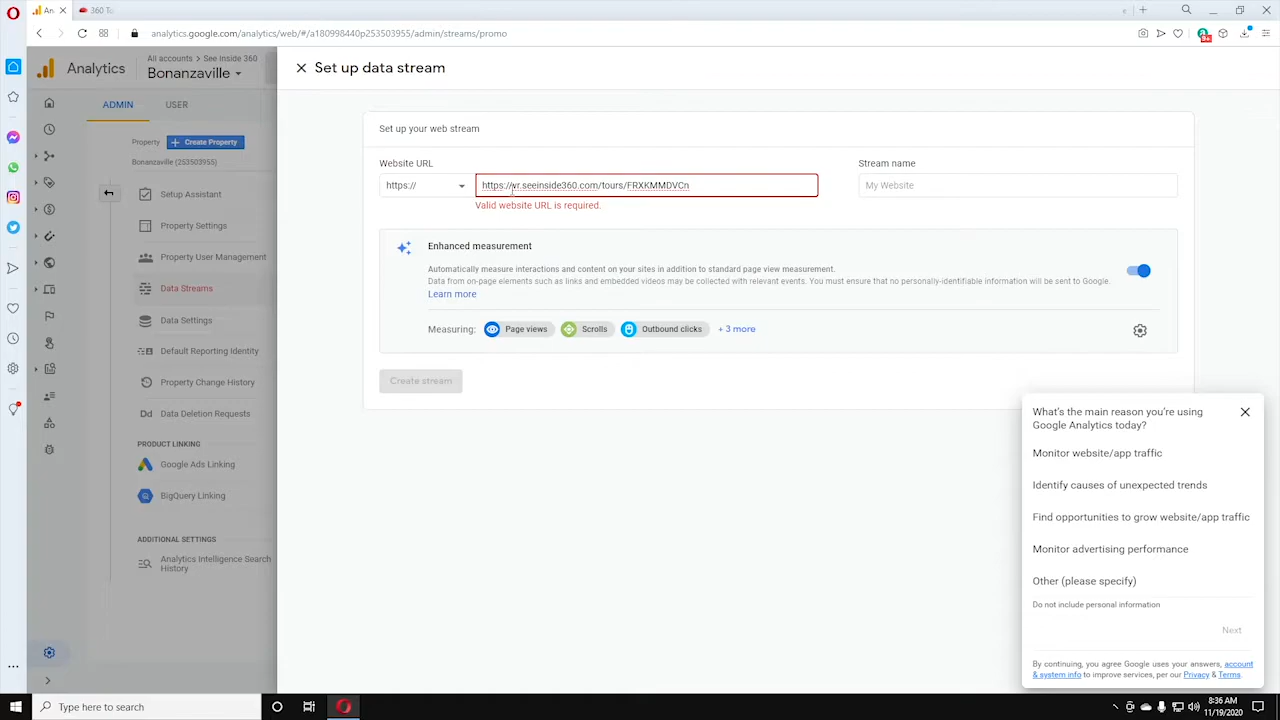 An
360 To
analytics.google.com/analytics/web/#/a180998440p253503955/admin/streams/promo
9+
Analytics
All accounts > See Inside 360
Bonanzaville
Set up data stream
ADMIN
USER
Property
Create Property
Bonanzaville (253503955)
Setup Assistant
Property Settings
Property User Management
Data Streams
Data Settings
Default Reporting Identity
Property Change History
Dd
Data Deletion Requests
PRODUCT LINKING
Google Ads Linking
BigQuery Linking
ADDITIONAL SETTINGS
Analytics Intelligence Search
History
Set up your web stream
Website URL
Stream name
https://
https://vr.seeinside360.com/tours/FRXKMMDVCn
My Website
Valid website URL is required.
Enhanced measurement
Automatically measure interactions and content on your sites in addition to standard page view measurement.
Data from on-page elements such as links and embedded videos may be collected with relevant events. You must ensure that no personally-identifiable information will be sent to Google.
Learn more
Measuring:
Page views
Scrolls
Outbound clicks
+ 3 more
Create stream
What's the main reason you're using
Google Analytics today?
Monitor website/app traffic
Identify causes of unexpected trends
Find opportunities to grow website/app traffic
Monitor advertising performance
Other (please specify)
Do not include personal information
Next
By continuing, you agree Google uses your answers, account
& system info to improve services, per our Privacy & Terms.
Type here to search
8:36 AM
11/19/2020